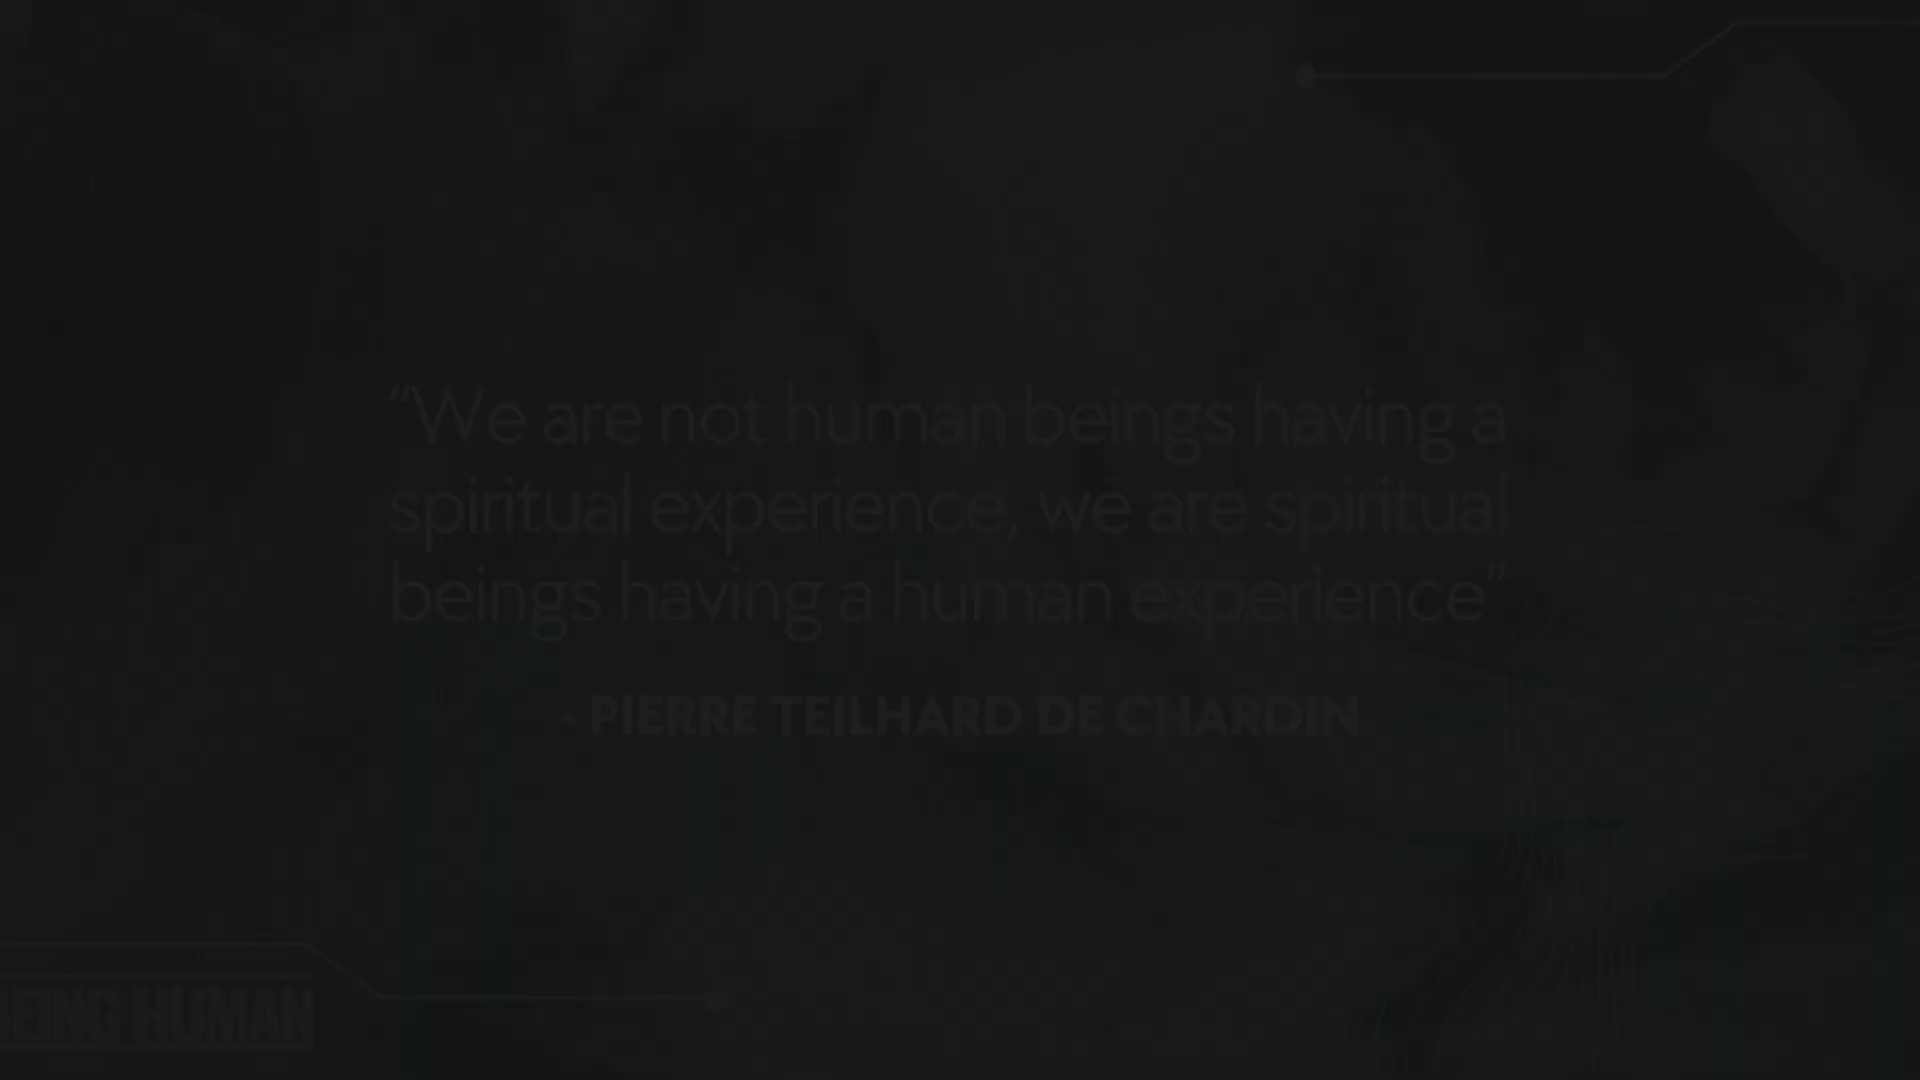 “We are not human beings having a
spiritual experience, we are spiritual
beings having a human experience”
- PIERRE TEILHARD DE CHARDIN
BEING HUMAN